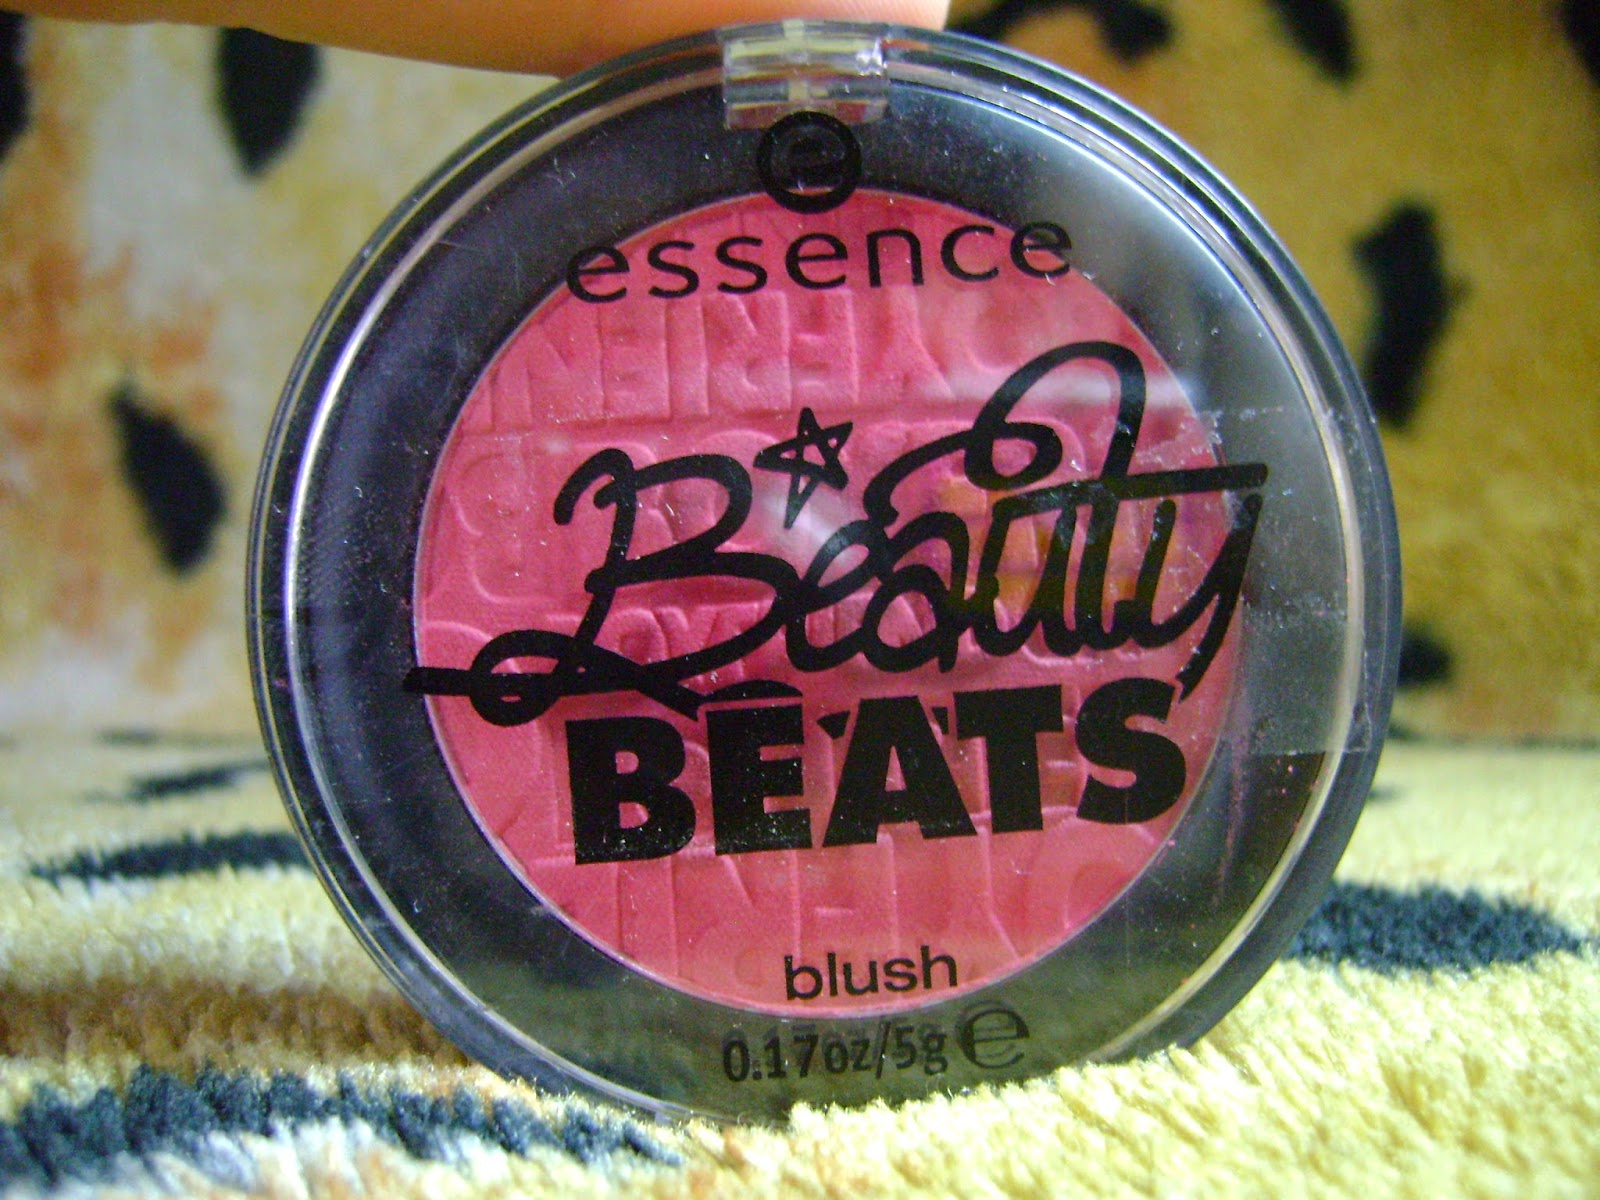 e
essence
Beauty
BEATS
blush
0.17oz/5g e